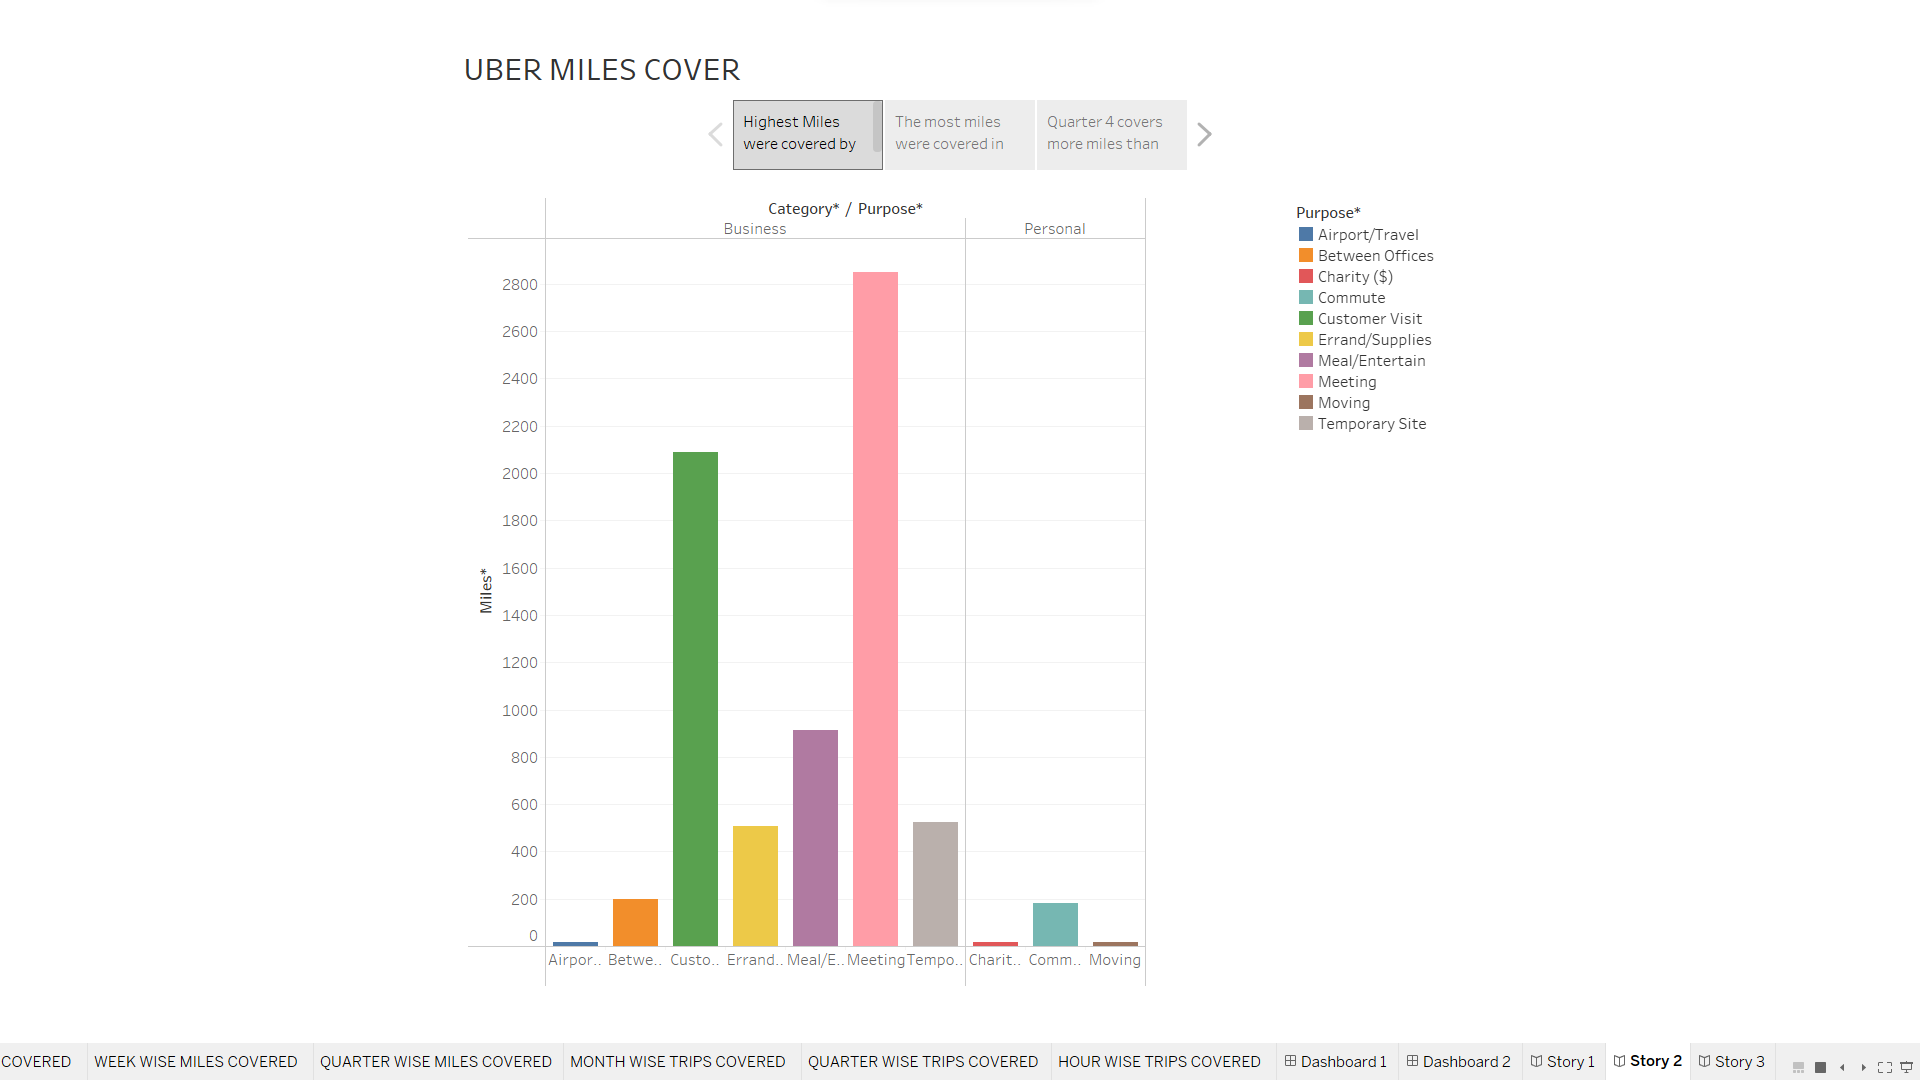 UBER MILES COVER
Highest Miles
were covered by
The most miles
were covered in
Quarter 4 covers
more miles than
Category* / Purpose*
Business
Personal
2800
2600
2400
2200
2000
1800
1600
1400
1200
1000
800
600
400
200
0
Miles*
Airpor.. Betwe.. Custo.. Errand.. Meal/E.. Meeting Tempo.. Charit.. Comm.. Moving
Purpose*
Airport/Travel
Between Offices
Charity ($)
Commute
Customer Visit
Errand/Supplies
Meal/Entertain
Meeting
Moving
Temporary Site
COVERED WEEK WISE MILES COVERED QUARTER WISE MILES COVERED MONTH WISE TRIPS COVERED QUARTER WISE TRIPS COVERED HOUR WISE TRIPS COVERED Dashboard 1 Dashboard 2 Story 1 Story 2 Story 3